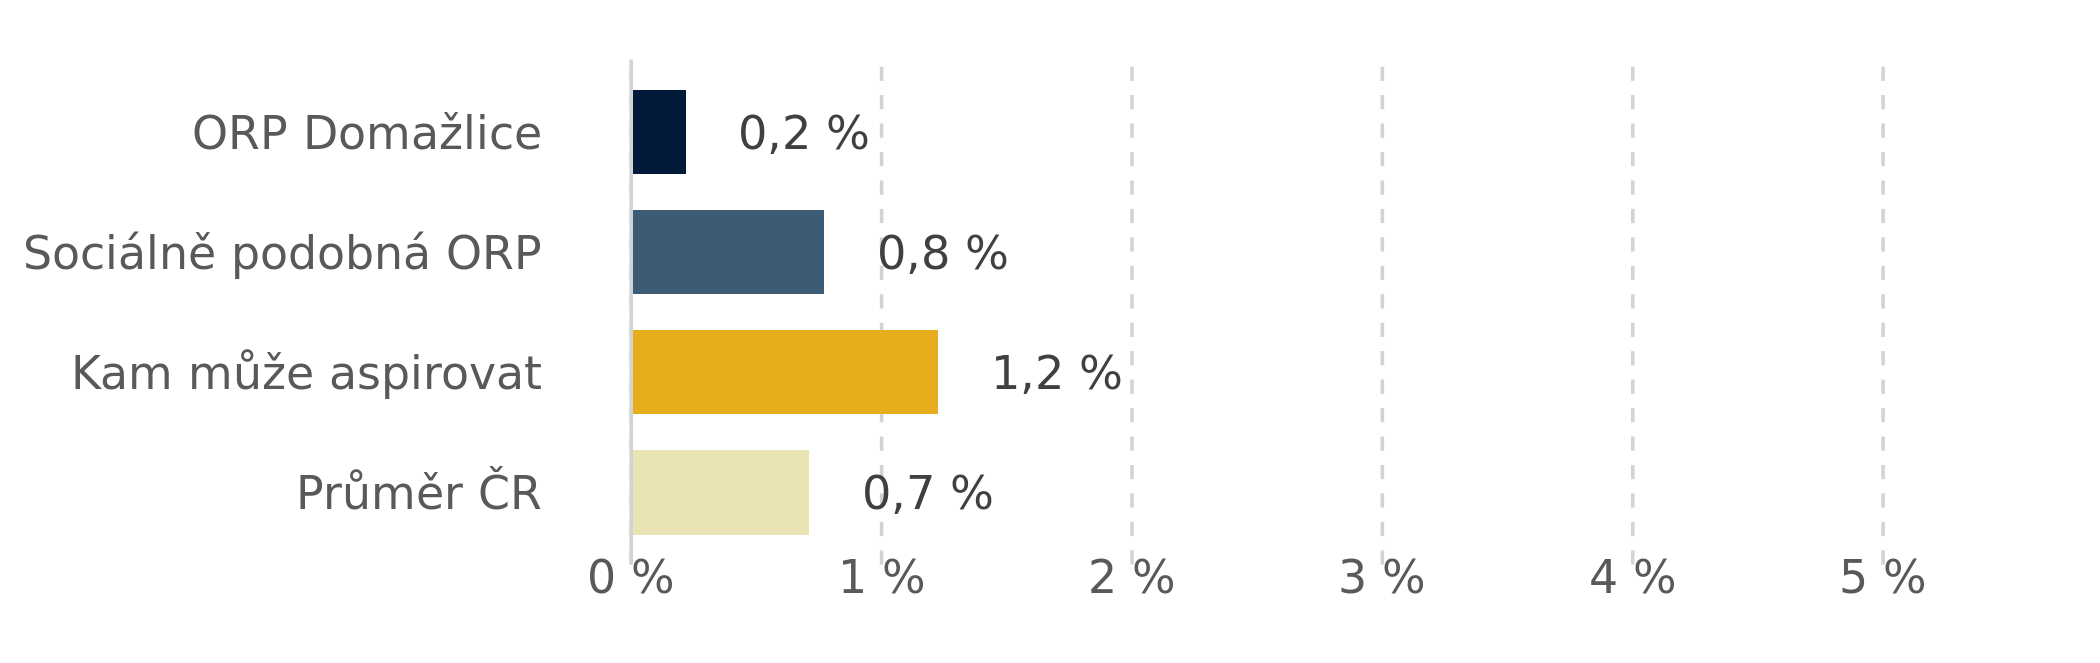 ORP Domažlice 0,2 %
Sociálně podobná ORP 0,8 %
Kam může aspirovat 1,2 %
Průměr ČR 0,7 %
0 % 1 % 2 % 3 % 4 % 5 %